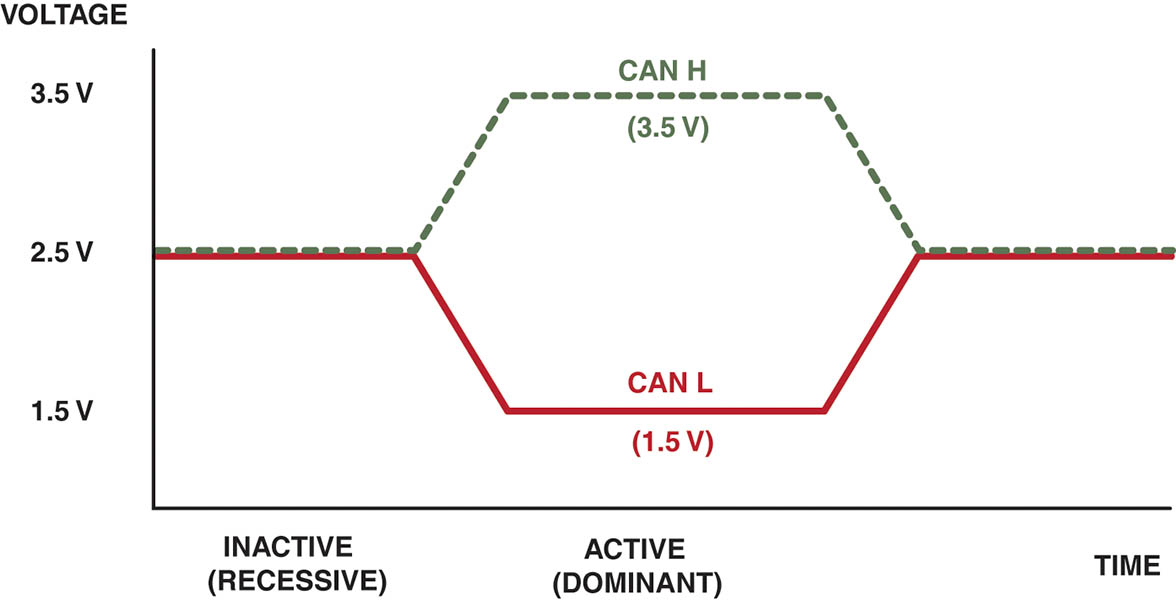 VOLTAGE
3.5 V
CAN H
(3.5 V)
2.5 V
CAN L
1.5 V
(1.5 V)
INACTIVE
(RECESSIVE)
ACTIVE
(DOMINANT)
TIME